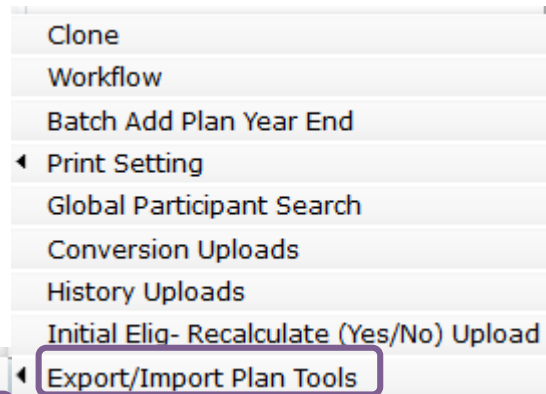 Clone
Workflow
Batch Add Plan Year End
Print Setting
Global Participant Search
Conversion Uploads
History Uploads
Initial Elig- Recalculate (Yes/No) Upload
Export/Import Plan Tools